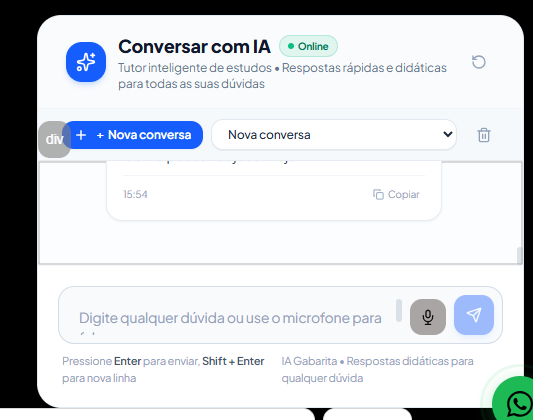 Conversar com IA
Online
Tutor inteligente de estudos • Respostas rápidas e didáticas
para todas as suas dúvidas
div
+ + Nova conversa
Nova conversa
15:54
Copiar
Digite qualquer dúvida ou use o microfone para
Pressione Enter para enviar, Shift + Enter
para nova linha
IA Gabarita • Respostas didáticas para
qualquer dúvida